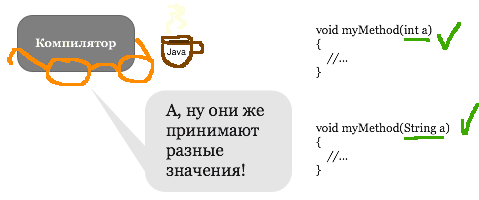 Компилятор
Java
А, ну они же
принимают
разные
значения!
void myMethod(int a)
{
//...
}
void myMethod(String a)
{
//...
}